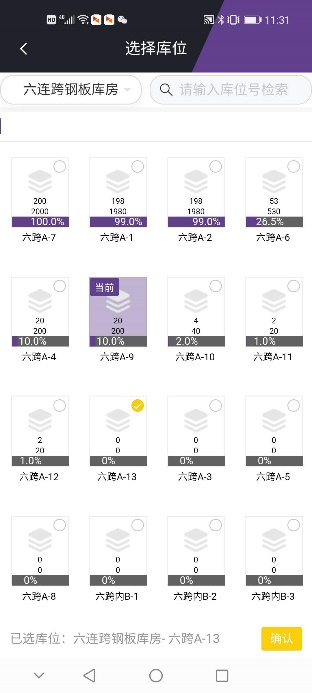 HD 4G 11:31
选择库位
六连跨钢板库房 请输入库位号检索
200 198 198 53
2000 1980 1980 530
100.0% 99.0% 99.0% 26.5%
六跨A-7 六跨A-1 六跨A-2 六跨A-6
当前
20 20 4 2
200 200 40 20
10.0% 10.0% 2.0% 1.0%
六跨A-4 六跨A-9 六跨A-10 六跨A-11
2 0 0 0
20 0 0 0
1.0% 0% 0% 0%
六跨A-12 六跨A-13 六跨A-3 六跨A-5
0 0 0 0
0 0 0 0
0% 0% 0% 0%
六跨A-8 六跨内B-1 六跨内B-2 六跨内B-3
已选库位：六连跨钢板库房- 六跨A-13 确认